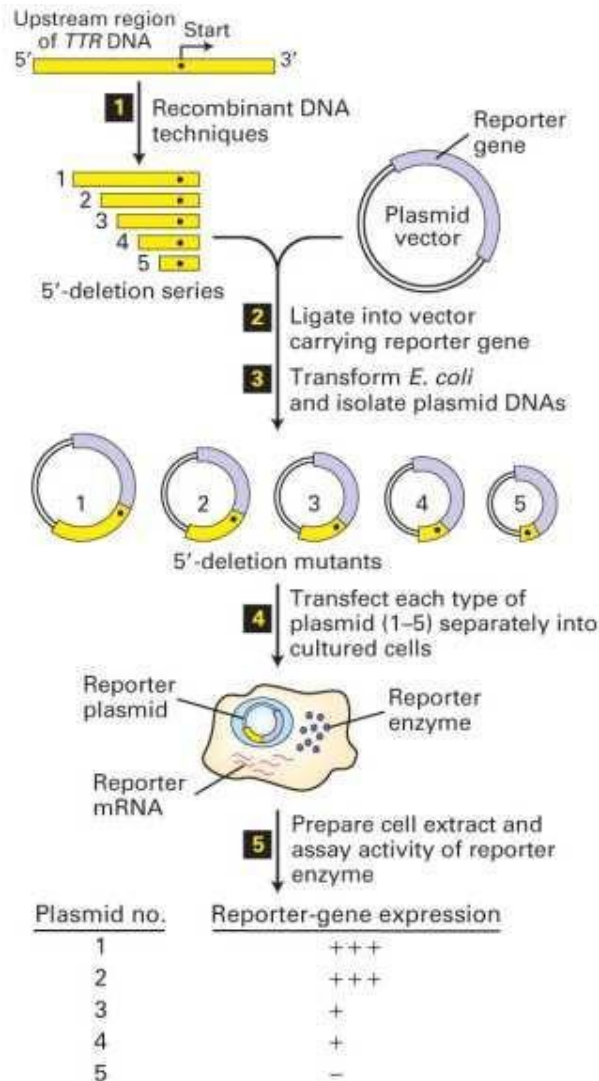 Upstream region
of TTR DNA
Start
5′
3′
1 Recombinant DNA
techniques
Reporter
gene
Plasmid
vector
1
2
3
4
5
5′-deletion series
2 Ligate into vector
carrying reporter gene
3 Transform E. coli
and isolate plasmid DNAs
1 2 3 4 5
5′-deletion mutants
4 Transfect each type of
plasmid (1–5) separately into
cultured cells
Reporter
plasmid
Reporter
enzyme
Reporter
mRNA
5 Prepare cell extract and
assay activity of reporter
enzyme
Plasmid no. Reporter-gene expression
1 +++
2 +++
3 +
4 +
5 –